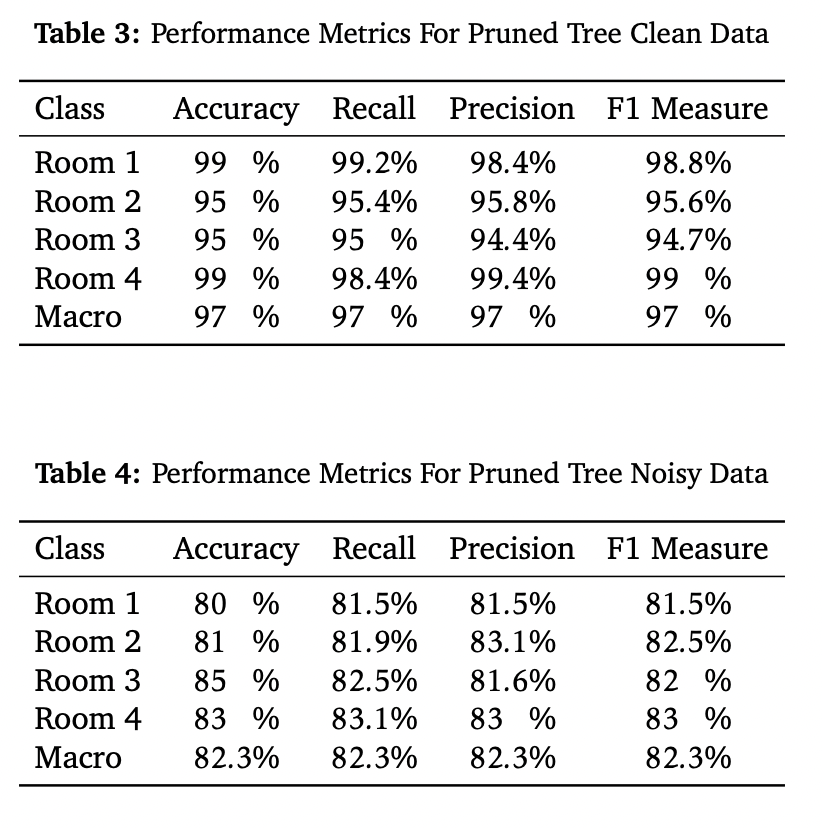 Table 3: Performance Metrics For Pruned Tree Clean Data
Class Accuracy Recall Precision F1 Measure
Room 1 99 % 99.2% 98.4% 98.8%
Room 2 95 % 95.4% 95.8% 95.6%
Room 3 95 % 95 % 94.4% 94.7%
Room 4 99 % 98.4% 99.4% 99 %
Macro 97 % 97 % 97 % 97 %
Table 4: Performance Metrics For Pruned Tree Noisy Data
Class Accuracy Recall Precision F1 Measure
Room 1 80 % 81.5% 81.5% 81.5%
Room 2 81 % 81.9% 83.1% 82.5%
Room 3 85 % 82.5% 81.6% 82 %
Room 4 83 % 83.1% 83 % 83 %
Macro 82.3% 82.3% 82.3% 82.3%